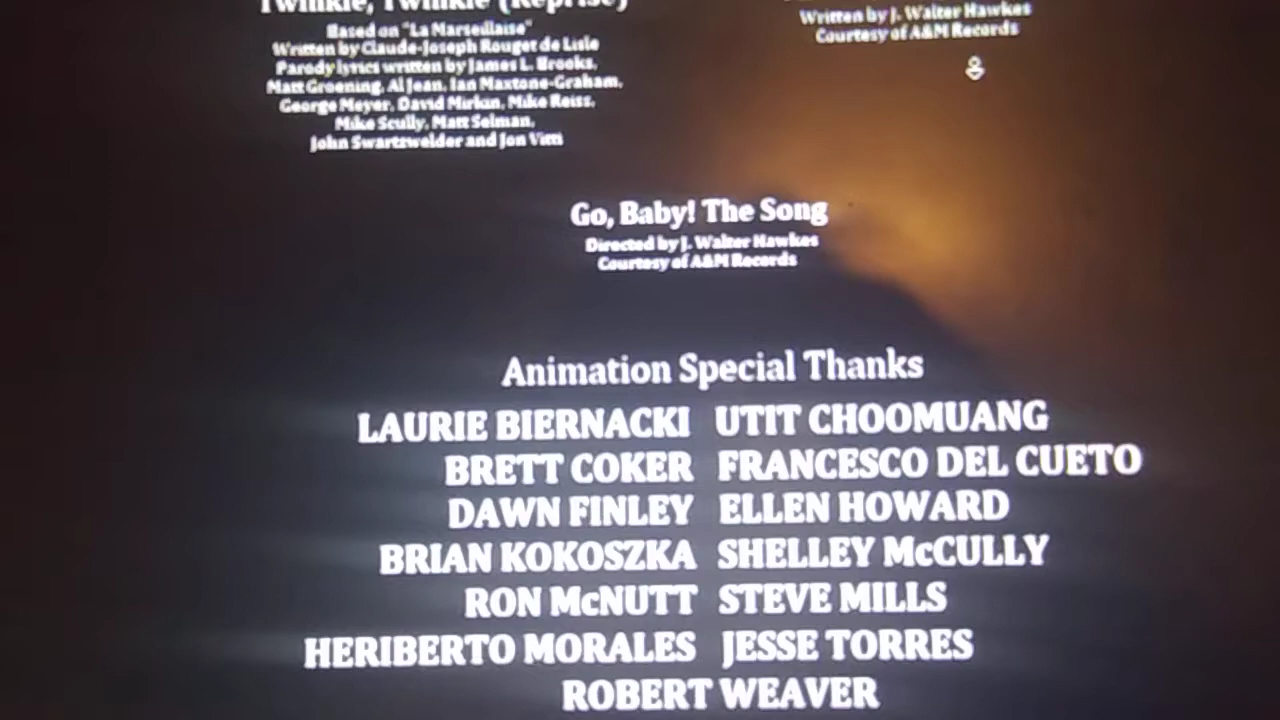 Twinkle, Twinkle (Reprise)
Based on "La Marseillaise"
Written by Claude-Joseph Rouget de Lisle
Parody lyrics written by James L. Brooks,
Matt Groening, Al Jean, Ian Maxtone-Graham,
George Meyer, David Mirkin, Mike Reiss,
Mike Scully, Matt Selman,
John Swartzwelder and Jon Vitti
Written by J. Walter Hawkes
Courtesy of A&M Records
Go, Baby! The Song
Directed by J. Walter Hawkes
Courtesy of A&M Records
Animation Special Thanks
LAURIE BIERNACKI UTIT CHOOMUANG
BRETT COKER FRANCESCO DEL CUETO
DAWN FINLEY ELLEN HOWARD
BRIAN KOKOSZKA SHELLEY McCULLY
RON McNUTT STEVE MILLS
HERIBERTO MORALES JESSE TORRES
ROBERT WEAVER